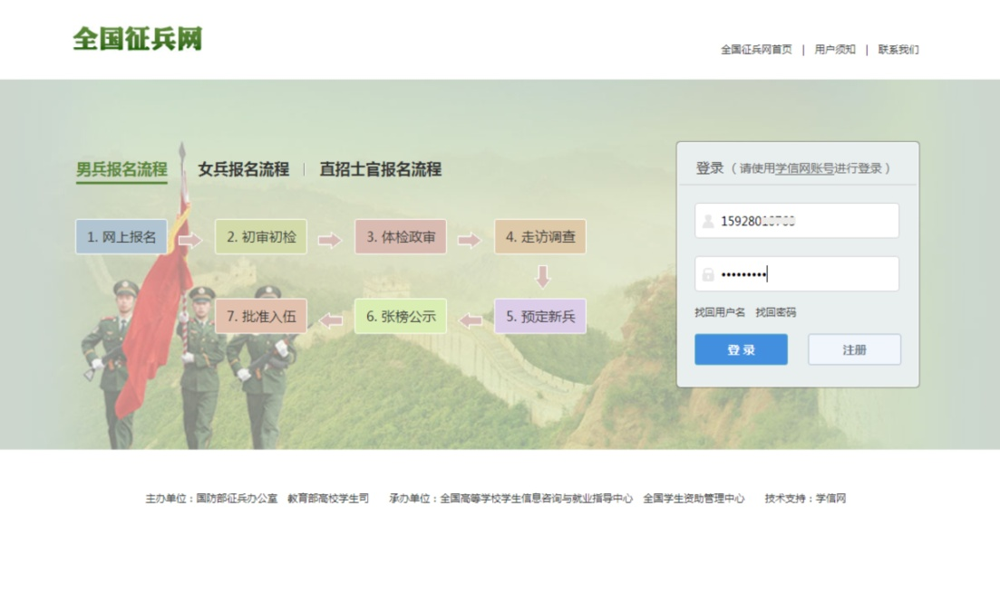 全国征兵网
全国征兵网首页 | 用户须知 | 联系我们
男兵报名流程 女兵报名流程 | 直招士官报名流程
登录（请使用学信网账号进行登录）
1. 网上报名 2. 初审初检 3. 体检政审 4. 走访调查
159280
•••••••••
7. 批准入伍 6. 张榜公示 5. 预定新兵
找回用户名 找回密码
登录 注册
主办单位：国防部征兵办公室 教育部高校学生司 承办单位：全国高等学校学生信息咨询与就业指导中心 全国学生资助管理中心 技术支持：学信网